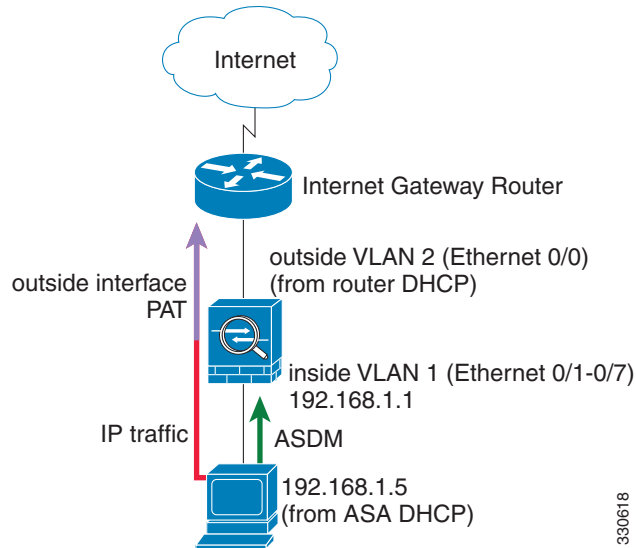 Internet
Internet Gateway Router
outside VLAN 2 (Ethernet 0/0)
(from router DHCP)
outside interface
PAT
inside VLAN 1 (Ethernet 0/1-0/7)
192.168.1.1
IP traffic
ASDM
192.168.1.5
(from ASA DHCP)
330618